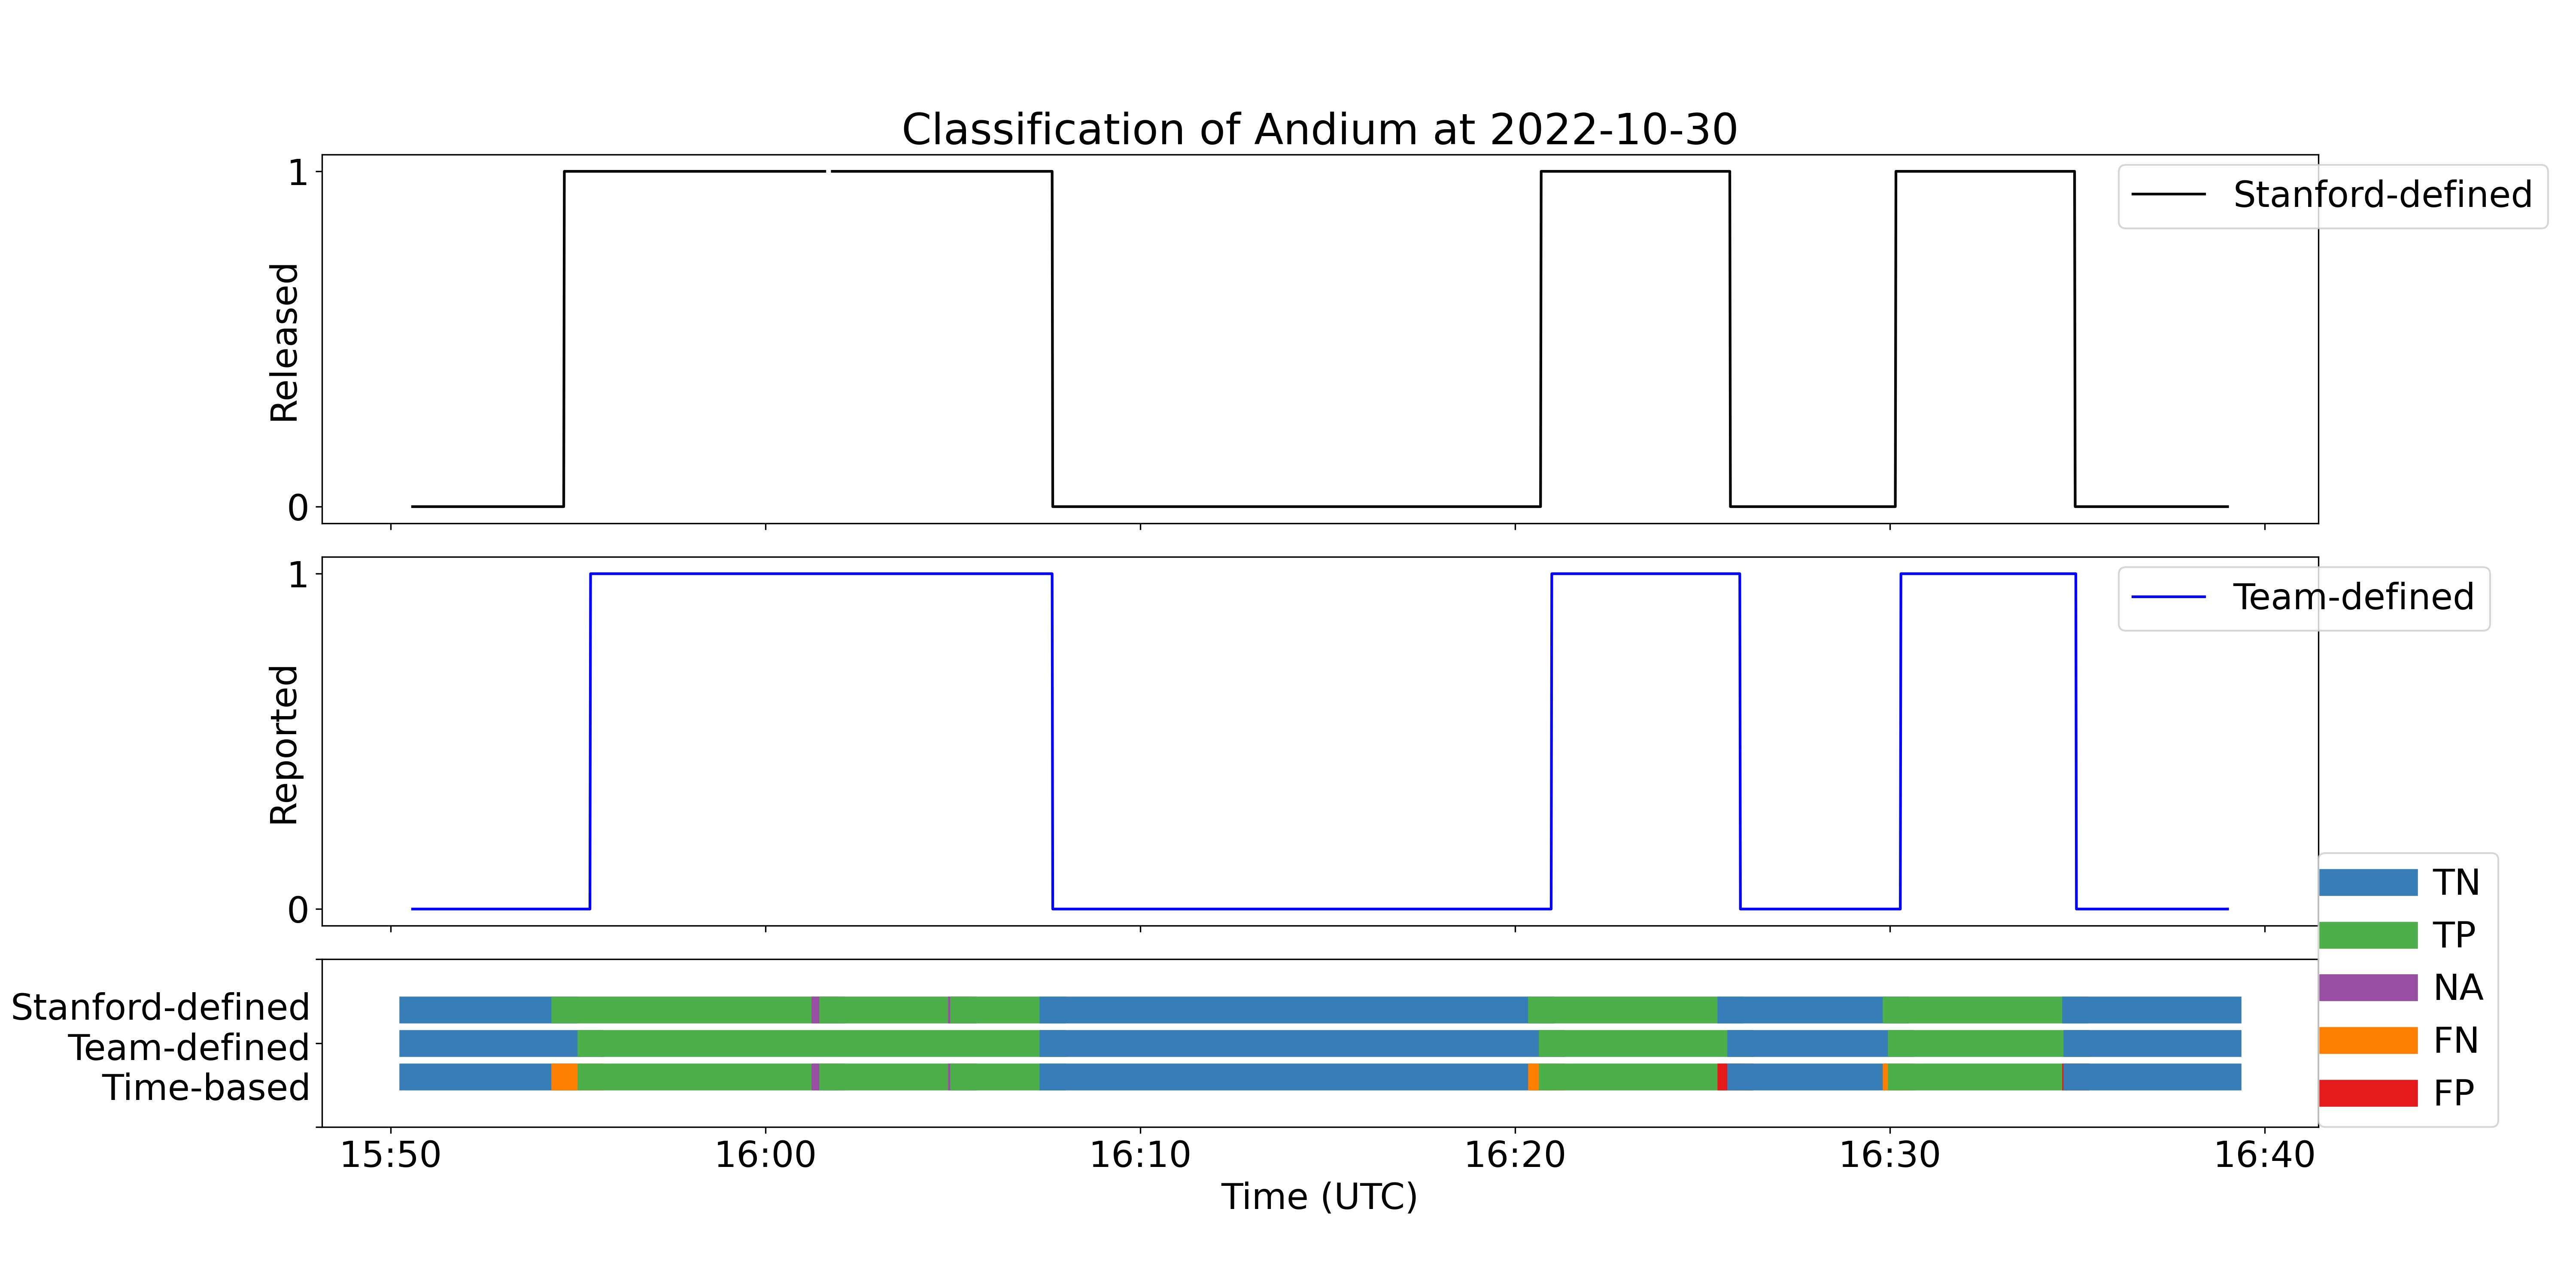 Classification of Andium at 2022-10-30
1
Released
0
Stanford-defined
1
Reported
0
Team-defined
TN
TP
NA
FN
FP
Stanford-defined
Team-defined
Time-based
15:50 16:00 16:10 16:20 16:30 16:40
Time (UTC)